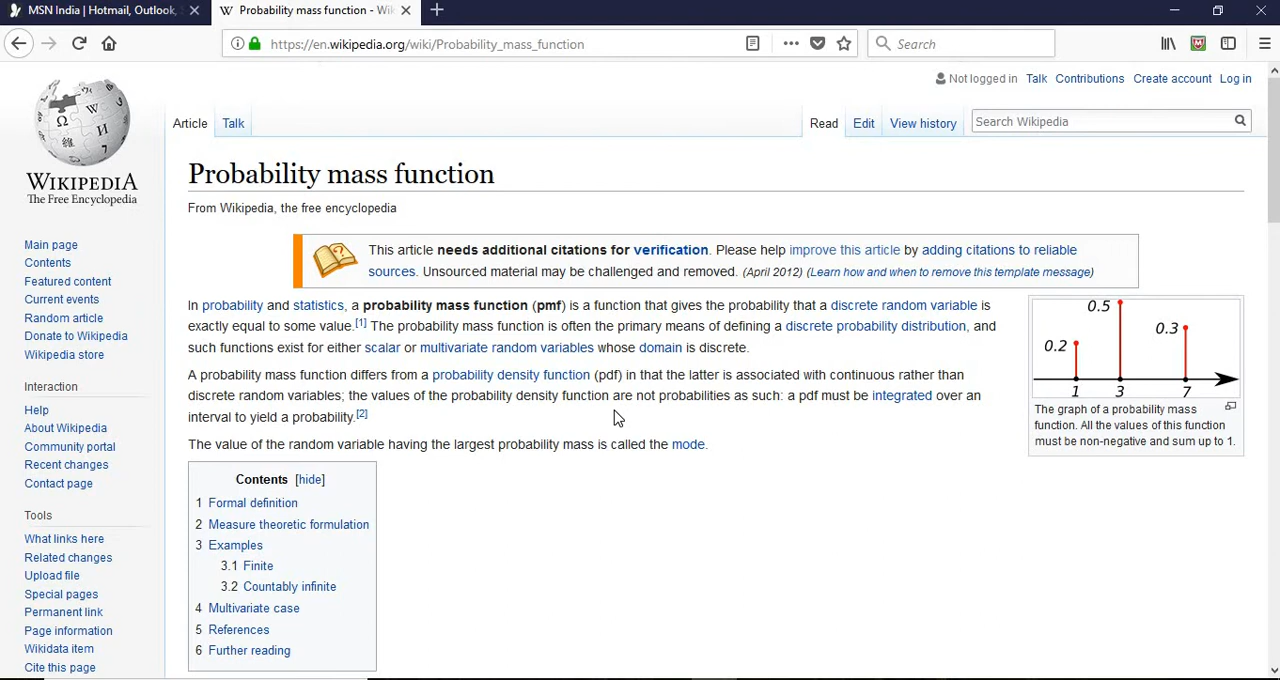 MSN India | Hotmail, Outlook,
W Probability mass function - Wi
https://en.wikipedia.org/wiki/Probability_mass_function
Search
Not logged in Talk Contributions Create account Log in
Article Talk
Read Edit View history
Search Wikipedia
WIKIPEDIA
The Free Encyclopedia
Main page
Contents
Featured content
Current events
Random article
Donate to Wikipedia
Wikipedia store
Interaction
Help
About Wikipedia
Community portal
Recent changes
Contact page
Tools
What links here
Related changes
Upload file
Special pages
Permanent link
Page information
Wikidata item
Cite this page
Probability mass function
From Wikipedia, the free encyclopedia
This article needs additional citations for verification. Please help improve this article by adding citations to reliable
sources. Unsourced material may be challenged and removed. (April 2012) (Learn how and when to remove this template message)
In probability and statistics, a probability mass function (pmf) is a function that gives the probability that a discrete random variable is
exactly equal to some value.[1] The probability mass function is often the primary means of defining a discrete probability distribution, and
such functions exist for either scalar or multivariate random variables whose domain is discrete.
A probability mass function differs from a probability density function (pdf) in that the latter is associated with continuous rather than
discrete random variables; the values of the probability density function are not probabilities as such: a pdf must be integrated over an
interval to yield a probability.[2]
The value of the random variable having the largest probability mass is called the mode.
0.5
0.3
0.2
1 3 7
The graph of a probability mass
function. All the values of this function
must be non-negative and sum up to 1.
Contents [hide]
1 Formal definition
2 Measure theoretic formulation
3 Examples
3.1 Finite
3.2 Countably infinite
4 Multivariate case
5 References
6 Further reading